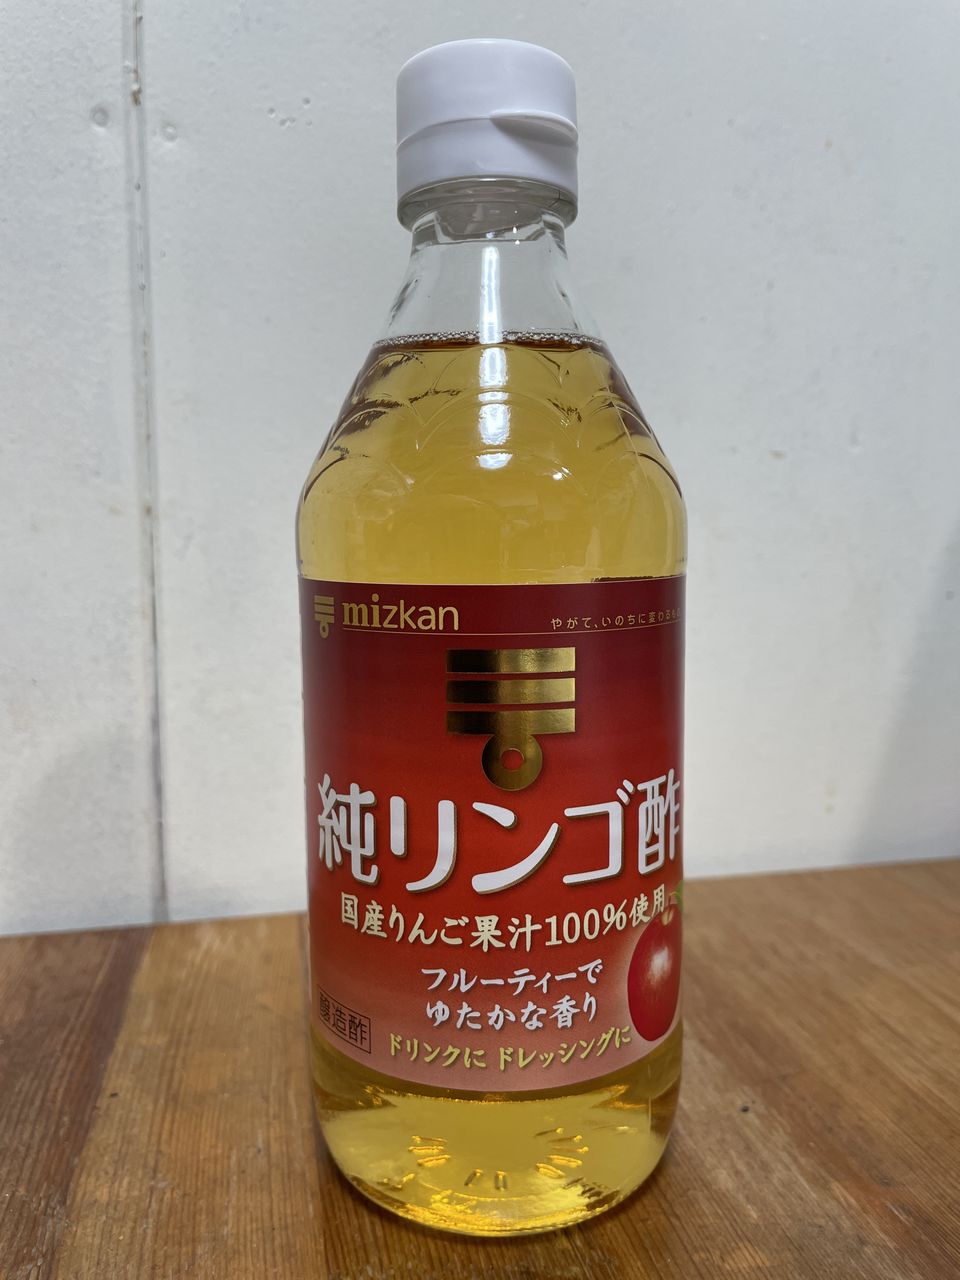 mizkan
やがて、いのちに変わるもの。
純リンゴ酢
国産りんご果汁100%使用
フルーティーで
ゆたかな香り
醸造酢
ドリンクに ドレッシングに